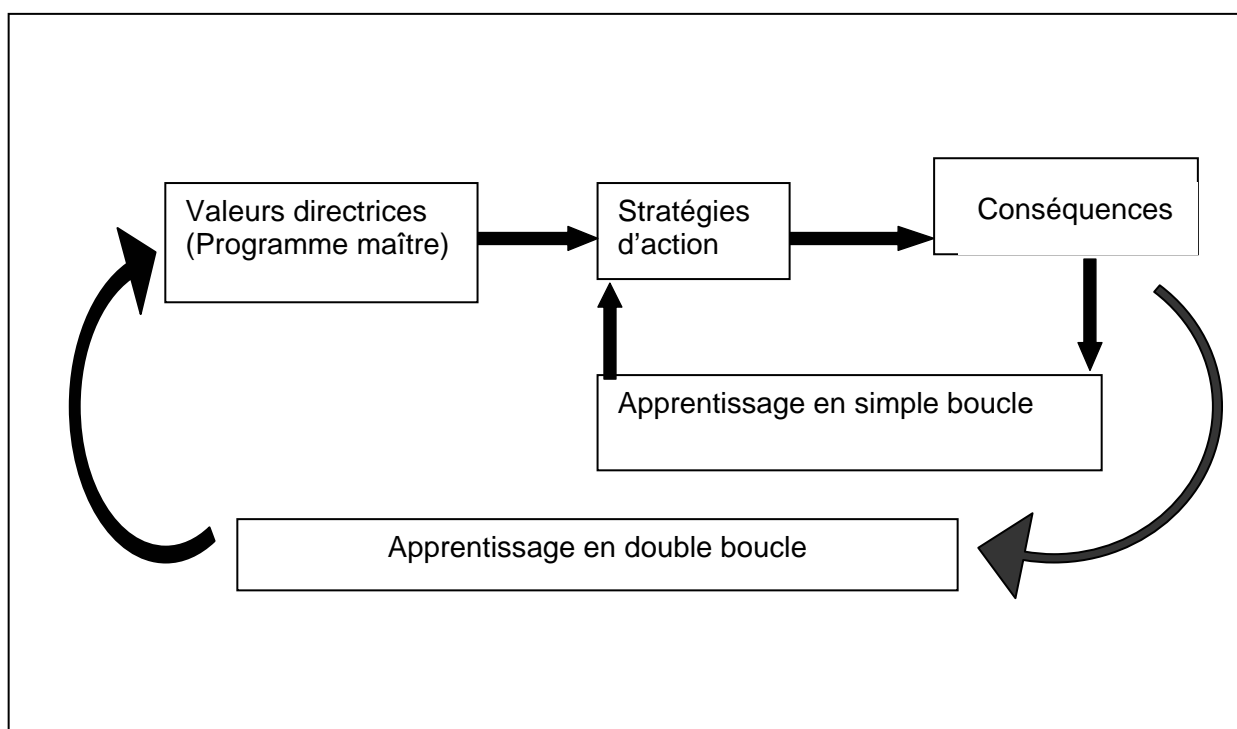 Valeurs directrices
(Programme maître)
Stratégies
d’action
Conséquences
Apprentissage en simple boucle
Apprentissage en double boucle